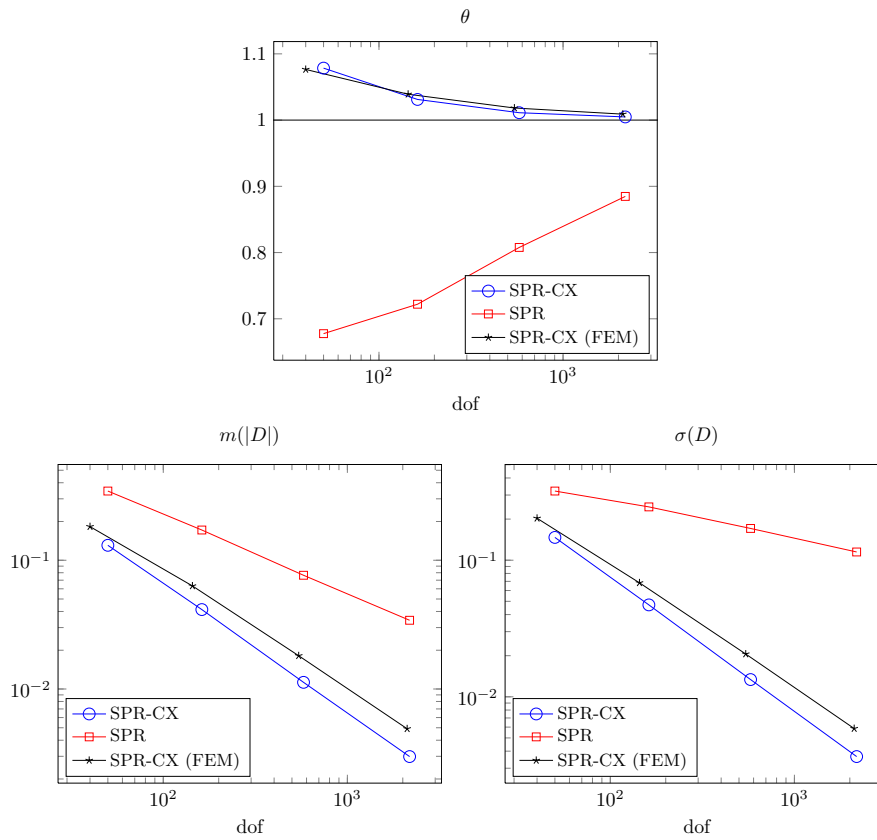 θ
1.1
1
0.9
0.8
0.7
SPR-CX
SPR
SPR-CX (FEM)
10^2
10^3
dof
m(|D|)
10^{-1}
10^{-2}
SPR-CX
SPR
SPR-CX (FEM)
10^2
10^3
dof
σ(D)
10^{-1}
10^{-2}
SPR-CX
SPR
SPR-CX (FEM)
10^2
10^3
dof